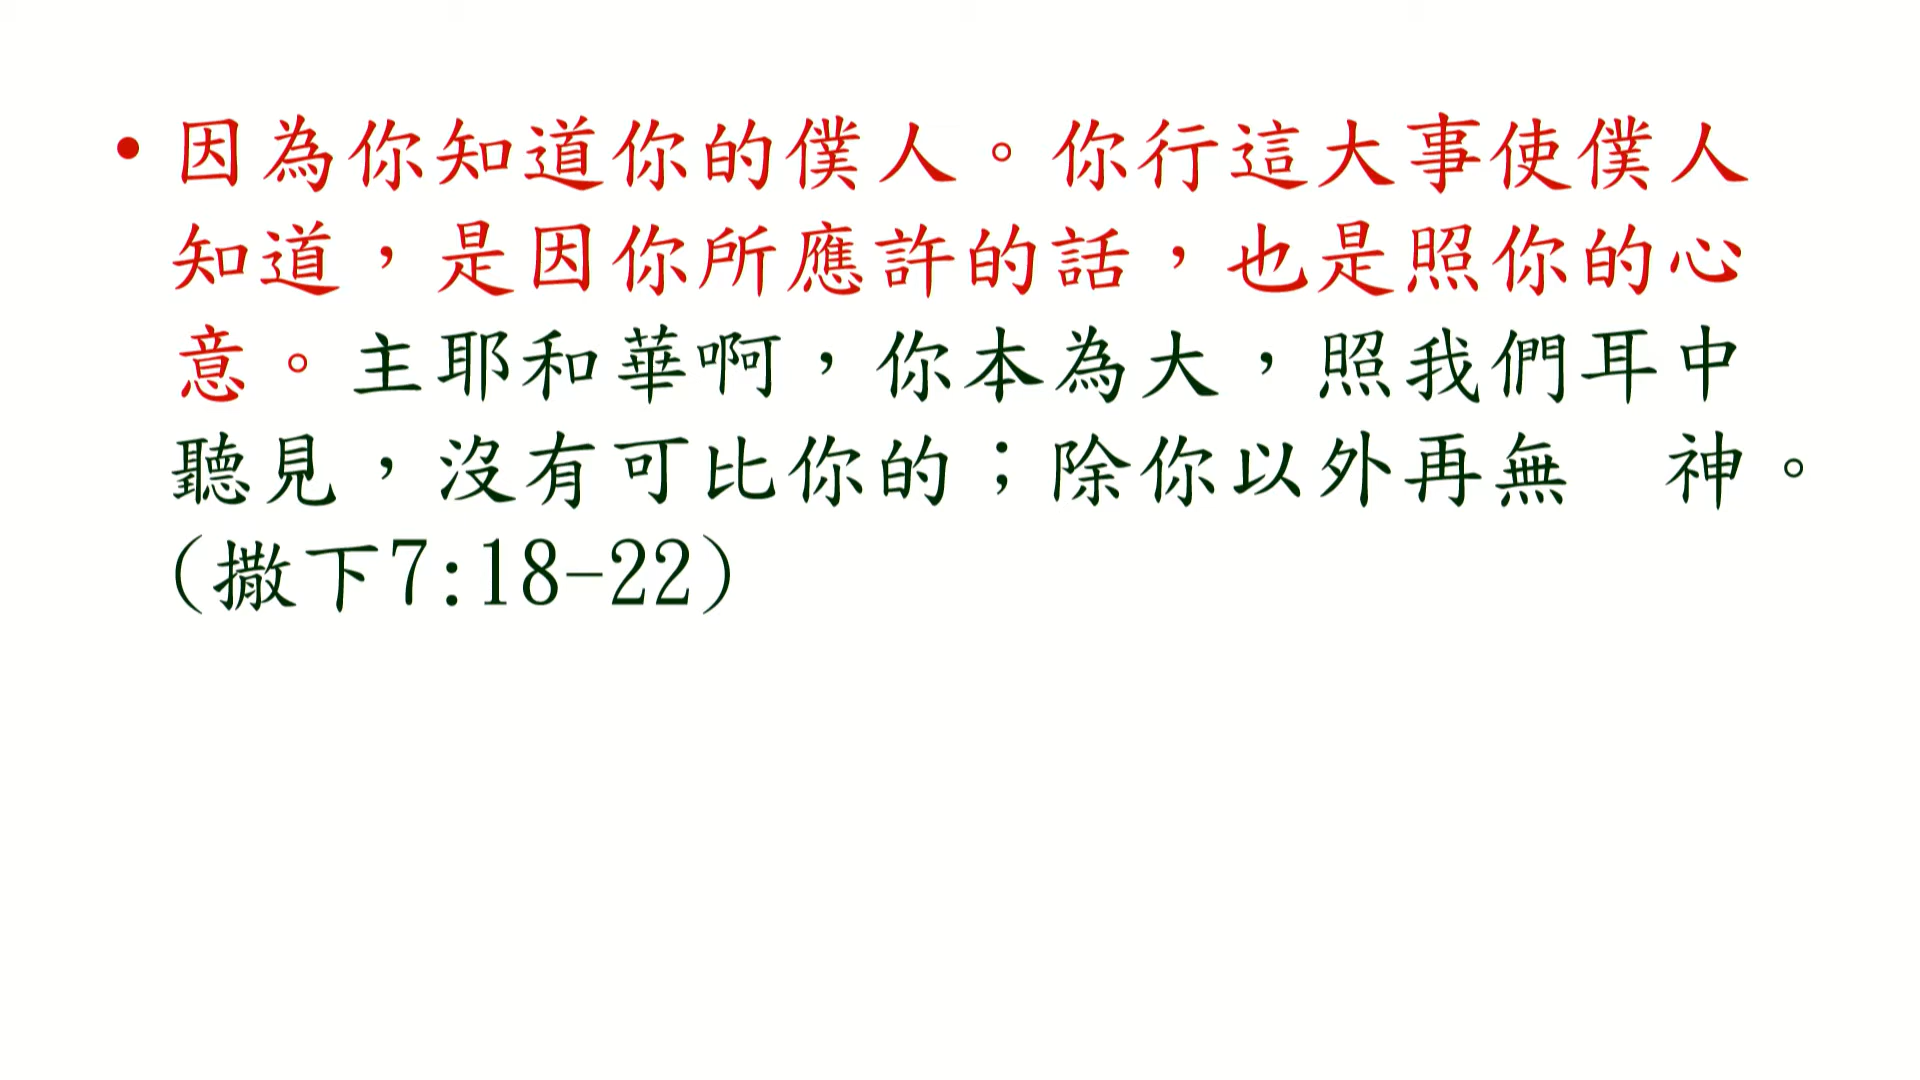 • 因為你知道你的僕人。你行這大事使僕人
知道，是因你所應許的話，也是照你的心
意。主耶和華啊，你本為大，照我們耳中
聽見，沒有可比你的；除你以外再無　神。
(撒下7:18-22)